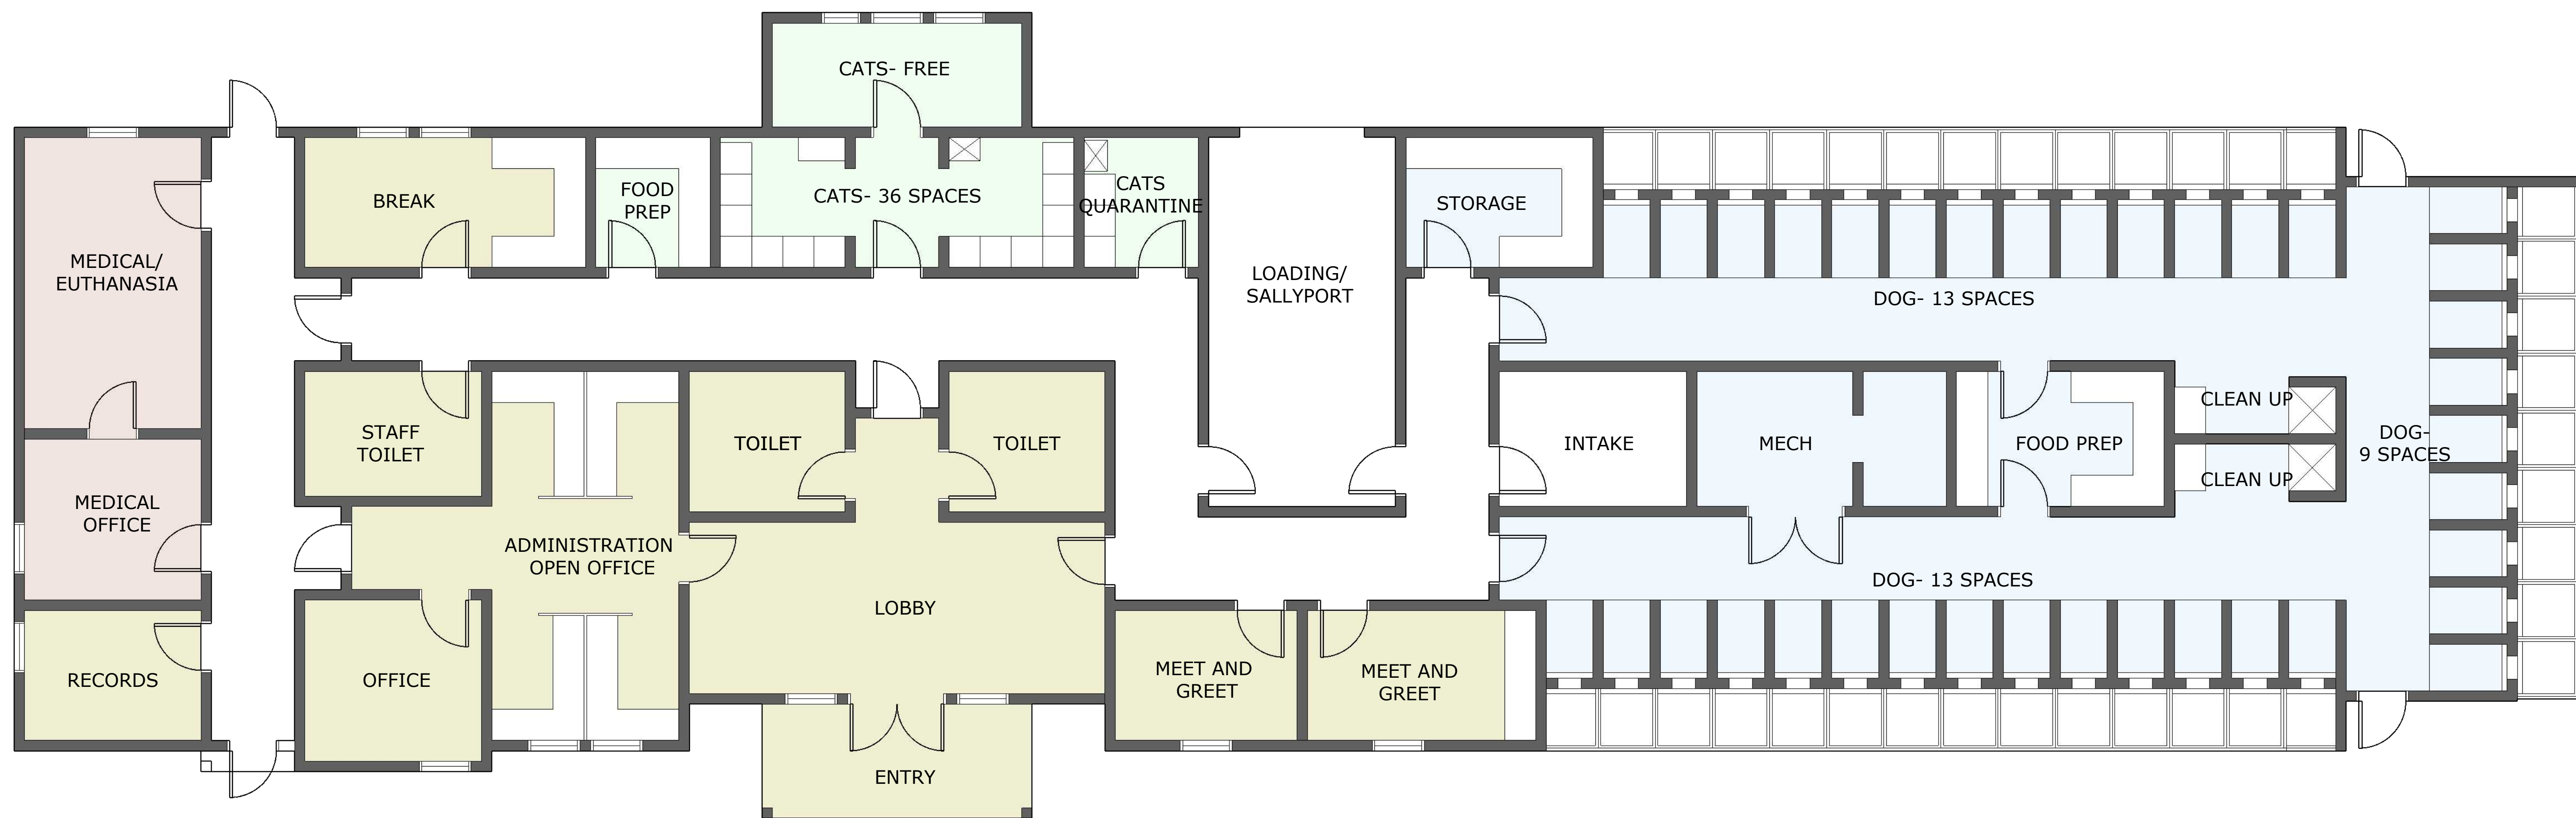 CATS- FREE
BREAK
FOOD
PREP
CATS- 36 SPACES
CATS
QUARANTINE
STORAGE
MEDICAL/
EUTHANASIA
LOADING/
SALLYPORT
DOG- 13 SPACES
STAFF
TOILET
TOILET
TOILET
INTAKE
MECH
FOOD PREP
CLEAN UP
CLEAN UP
DOG-
9 SPACES
MEDICAL
OFFICE
ADMINISTRATION
OPEN OFFICE
LOBBY
DOG- 13 SPACES
RECORDS
OFFICE
MEET AND
GREET
MEET AND
GREET
ENTRY